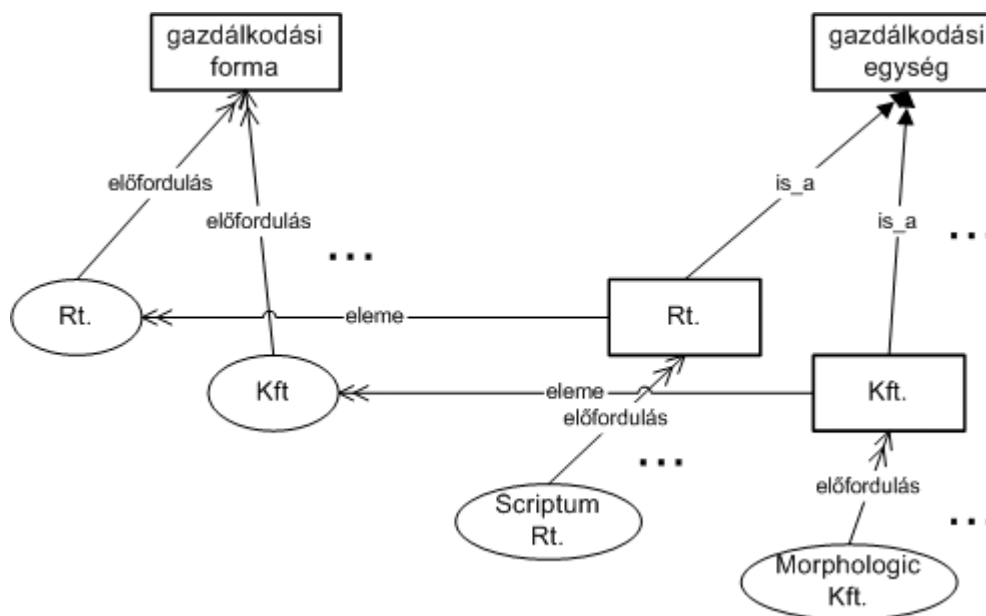 gazdálkodási
forma
gazdálkodási
egység
előfordulás
is_a
előfordulás
is_a
...
...
Rt.
eleme
Rt.
Kft
eleme
Kft.
előfordulás
...
előfordulás
Scriptum
Rt.
...
Morphologic
Kft.